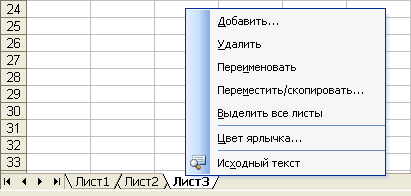 24
25
26
27
28
29
30
31
32
33
Добавить...
Удалить
Переименовать
Переместить/скопировать...
Выделить все листы
Цвет ярлычка...
Исходный текст
Лист1 Лист2 Лист3